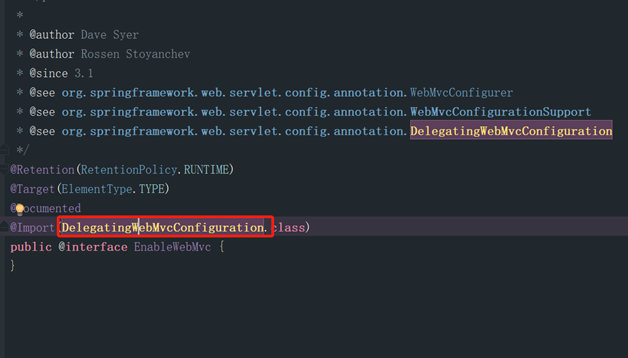 *
* @author Dave Syer
* @author Rossen Stoyanchev
* @since 3.1
* @see org.springframework.web.servlet.config.annotation.WebMvcConfigurer
* @see org.springframework.web.servlet.config.annotation.WebMvcConfigurationSupport
* @see org.springframework.web.servlet.config.annotation.DelegatingWebMvcConfiguration
*/
@Retention(RetentionPolicy.RUNTIME)
@Target(ElementType.TYPE)
@Documented
@Import(DelegatingWebMvcConfiguration.class)
public @interface EnableWebMvc {
}